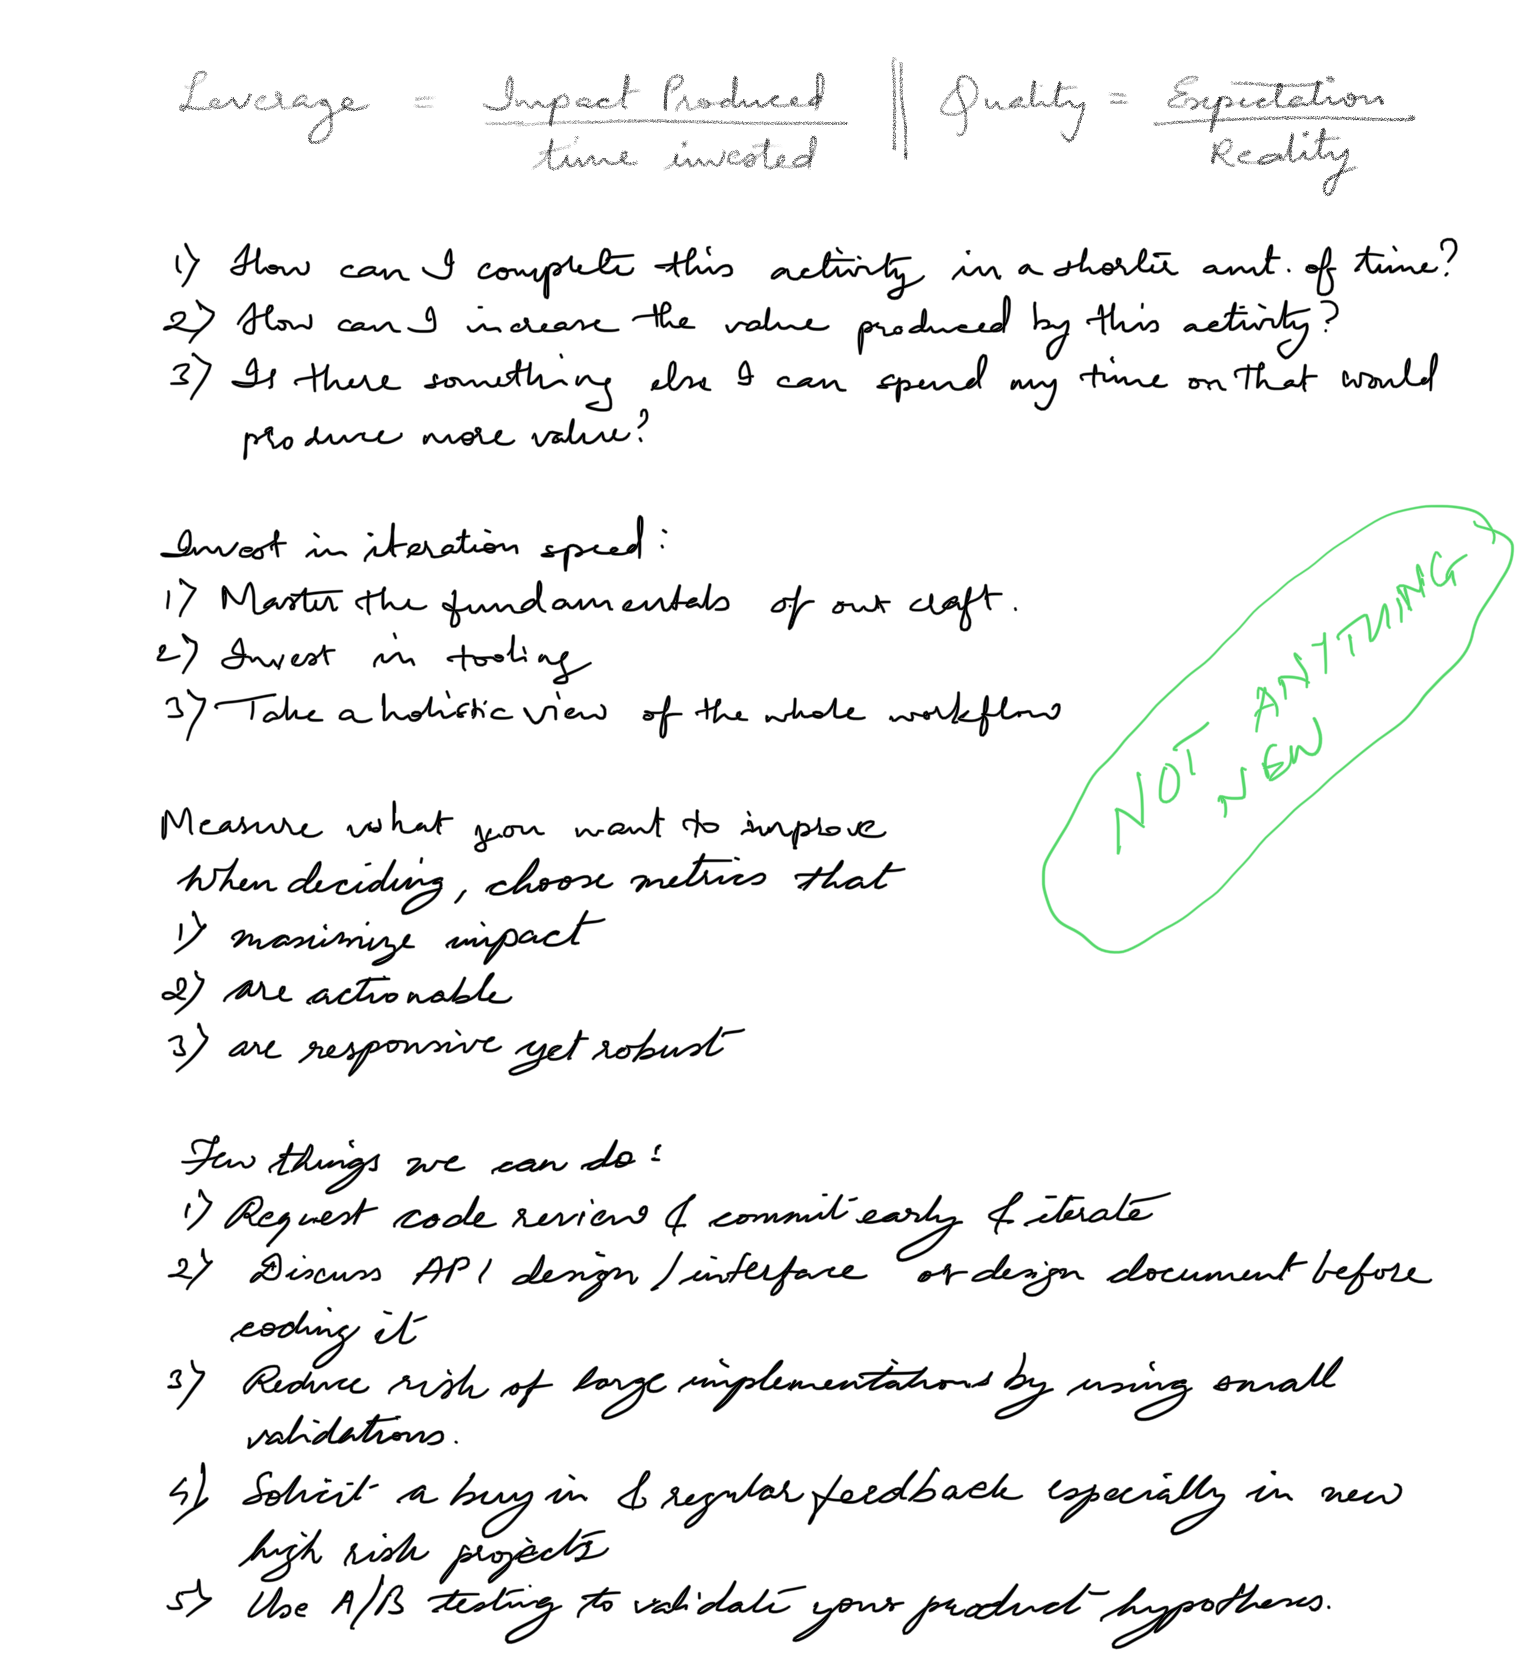 Leverage = Impact Produced / time invested || Quality = Expectation / Reality
1) How can I complete this activity in a shorter amt. of time?
2) How can I increase the value produced by this activity?
3) Is there something else I can spend my time on that would
produce more value?
Invest in iteration speed:
1) Master the fundamentals of our craft.
2) Invest in tooling
3) Take a holistic view of the whole workflow
NOT ANYTHING
NEW
Measure what you want to improve
When deciding, choose metrics that
1) maximize impact
2) are actionable
3) are responsive yet robust
Few things we can do:
1) Request code review & commit early & iterate
2) Discuss API design / interface or design document before
coding it
3) Reduce risk of large implementations by using small
validations.
4) Solicit a buy in & regular feedback especially in new
high risk projects
5) Use A/B testing to validate your product hypotheses.